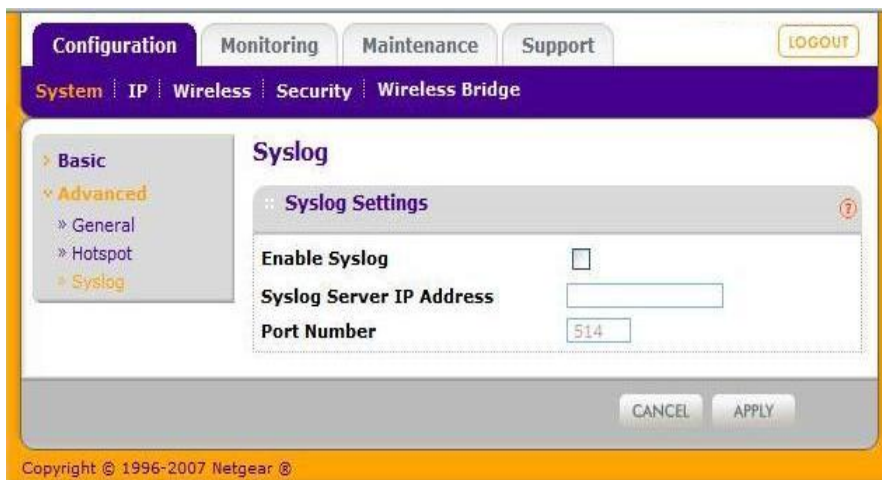 Configuration Monitoring Maintenance Support LOGOUT
System IP Wireless Security Wireless Bridge
Basic
Advanced
» General
» Hotspot
» Syslog
Syslog
Syslog Settings ?
Enable Syslog
Syslog Server IP Address
Port Number 514
CANCEL APPLY
Copyright © 1996-2007 Netgear ®